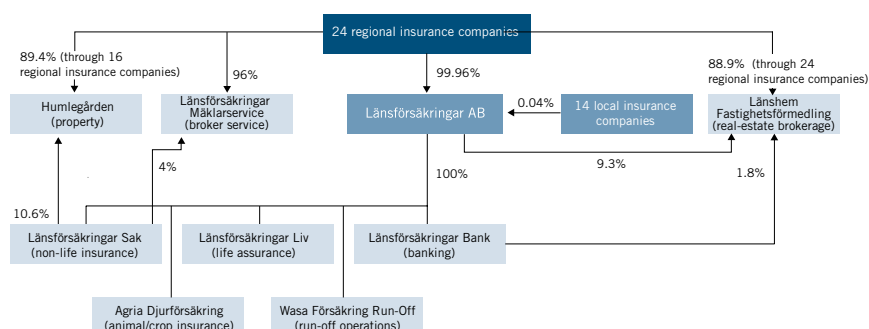 24 regional insurance companies
89.4% (through 16
regional insurance companies)
96%
99.96%
88.9% (through 24
regional insurance companies)
Humlegården
(property)
Länsförsäkringar
Mäklarservice
(broker service)
Länsförsäkringar AB
0.04%
14 local insurance
companies
Länshem
Fastighetsförmedling
(real-estate brokerage)
4%
100%
9.3%
1.8%
10.6%
Länsförsäkringar Sak
(non-life insurance)
Länsförsäkringar Liv
(life assurance)
Länsförsäkringar Bank
(banking)
Agria Djurförsäkring
(animal/crop insurance)
Wasa Försäkring Run-Off
(run-off operations)